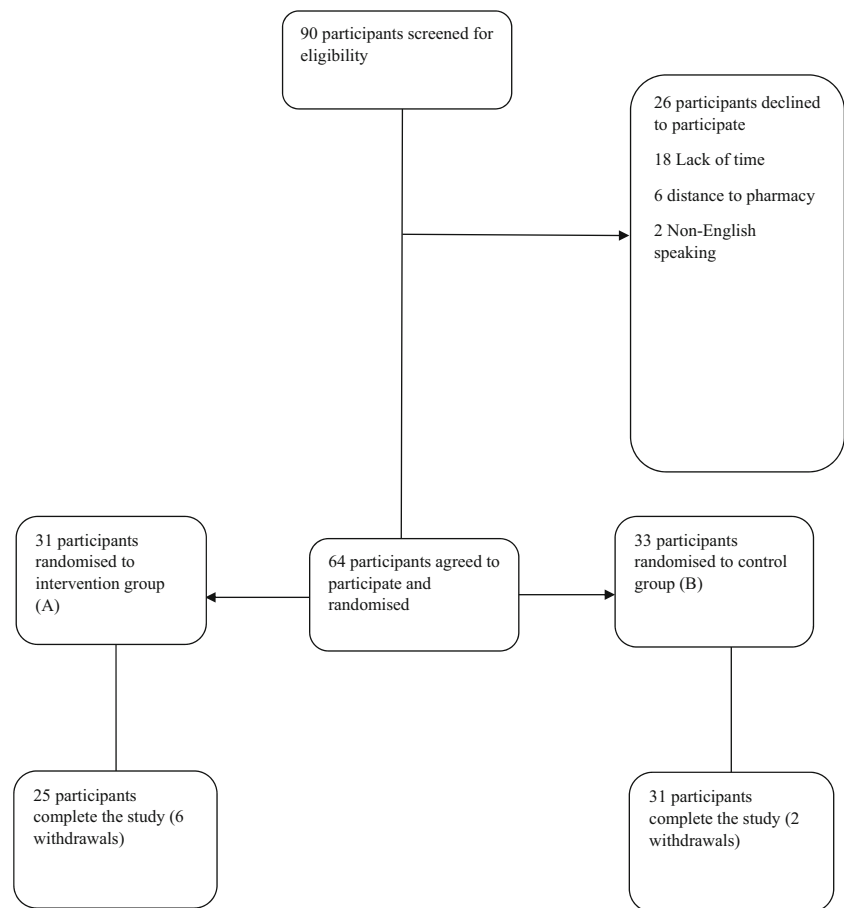 90 participants screened for
eligibility
26 participants declined
to participate
18 Lack of time
6 distance to pharmacy
2 Non-English
speaking
31 participants
randomised to
intervention group
(A)
64 participants agreed to
participate and
randomised
33 participants
randomised to control
group (B)
25 participants
complete the study (6
withdrawals)
31 participants
complete the study (2
withdrawals)